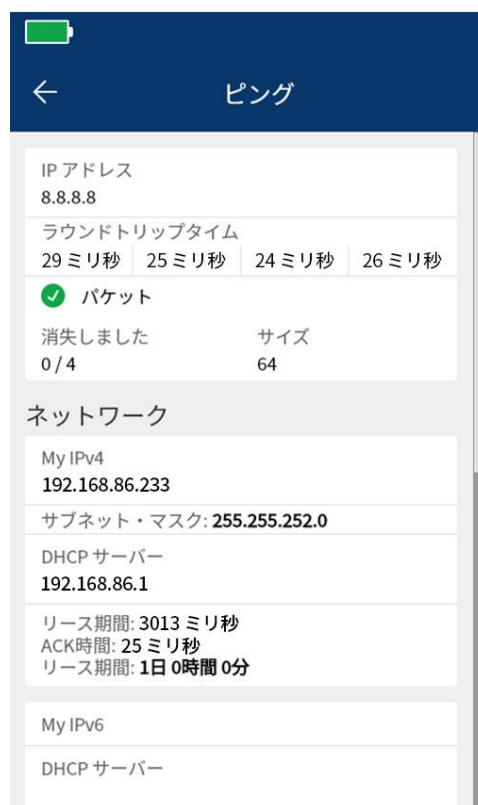 ピング
IP アドレス
8.8.8.8
ラウンドトリップタイム
29 ミリ秒 25 ミリ秒 24 ミリ秒 26 ミリ秒
パケット
消失しました サイズ
0 / 4 64
ネットワーク
My IPv4
192.168.86.233
サブネット・マスク: 255.255.252.0
DHCP サーバー
192.168.86.1
リース期間: 3013 ミリ秒
ACK時間: 25 ミリ秒
リース期間: 1日 0時間 0分
My IPv6
DHCP サーバー